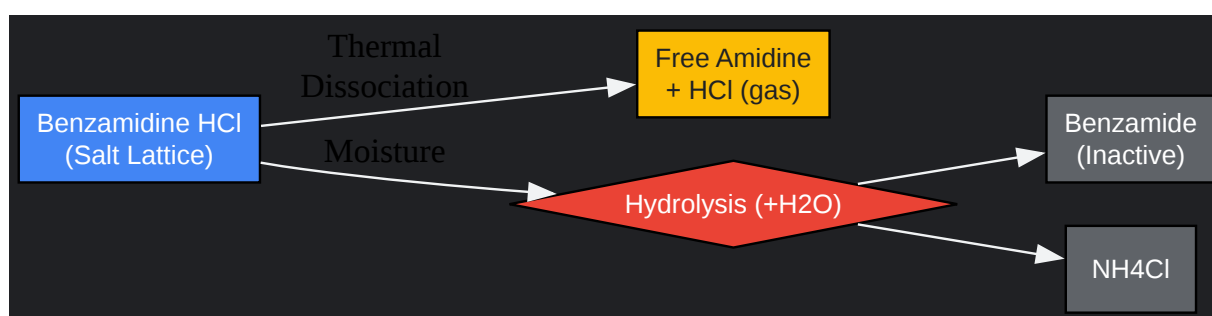 Thermal
Dissociation
Free Amidine
+ HCl (gas)
Benzamidine HCl
(Salt Lattice)
Moisture
Hydrolysis (+H2O)
Benzamide
(Inactive)
NH4Cl